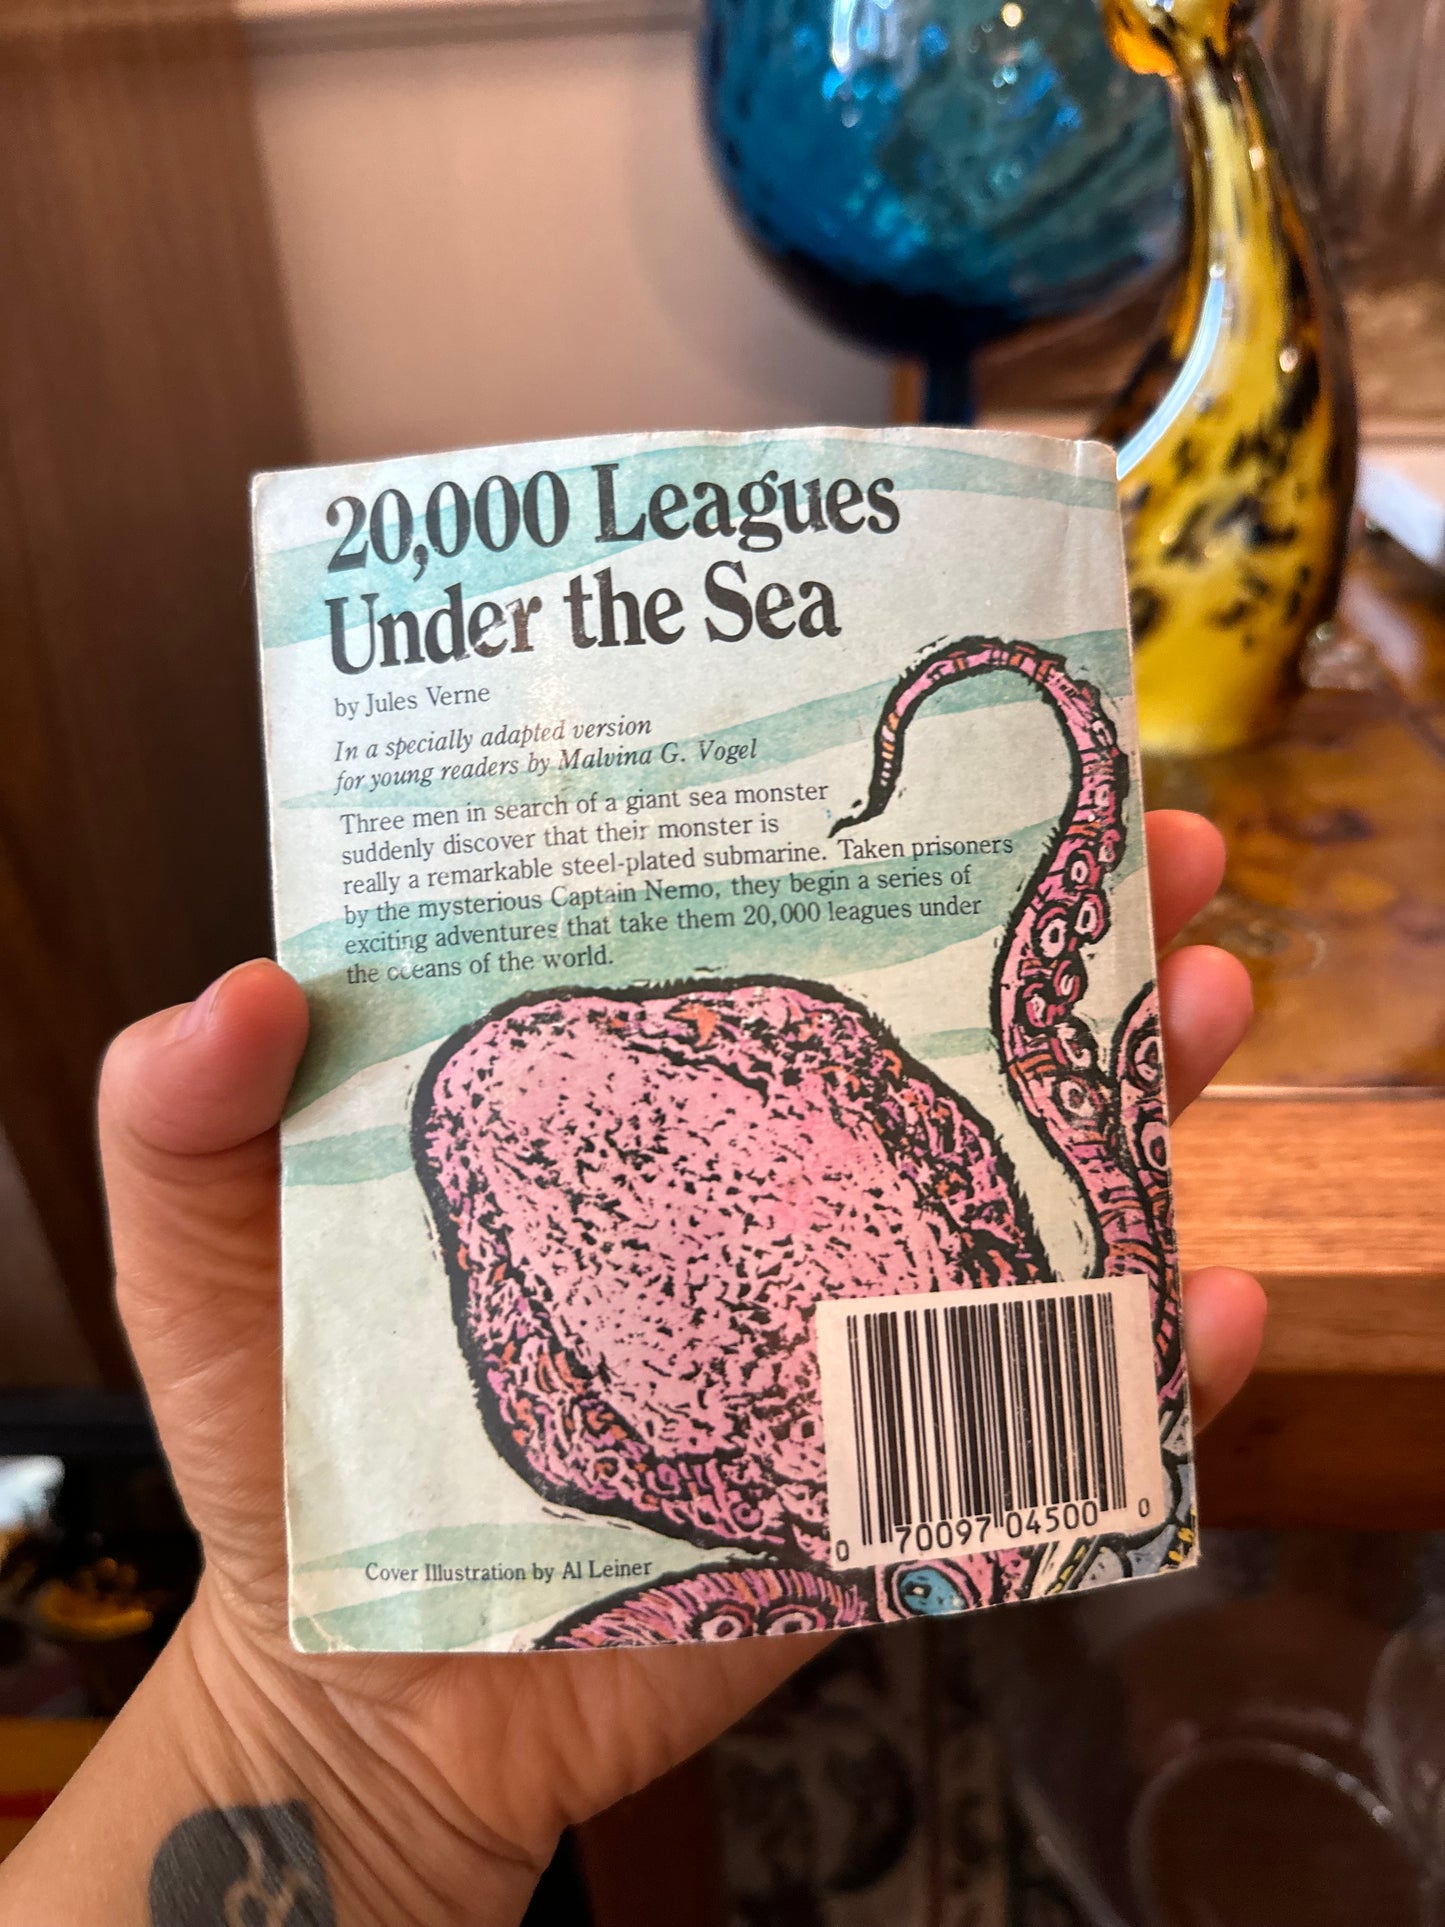 20,000 Leagues
Under the Sea
by Jules Verne
In a specially adapted version
for young readers by Malvina G. Vogel
Three men in search of a giant sea monster
suddenly discover that their monster is
really a remarkable steel-plated submarine. Taken prisoners
by the mysterious Captain Nemo, they begin a series of
exciting adventures that take them 20,000 leagues under
the oceans of the world.
0 70097 04500 0
Cover Illustration by Al Leiner